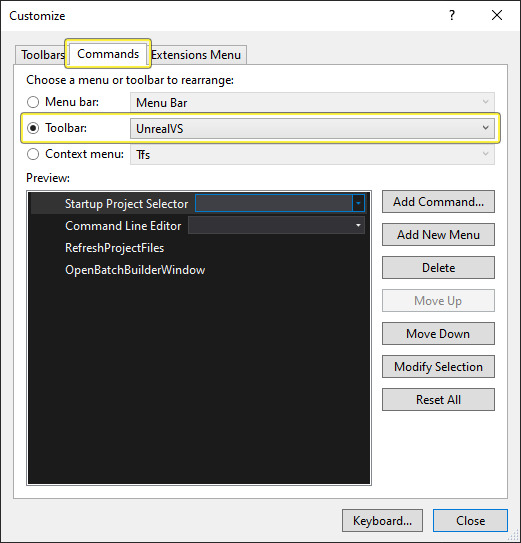 Customize
Toolbars Commands Extensions Menu
Choose a menu or toolbar to rearrange:
Menu bar: Menu Bar
Toolbar: UnrealVS
Context menu: Tfs
Preview:
Startup Project Selector
Command Line Editor
RefreshProjectFiles
OpenBatchBuilderWindow
Add Command...
Add New Menu
Delete
Move Up
Move Down
Modify Selection
Reset All
Keyboard... Close